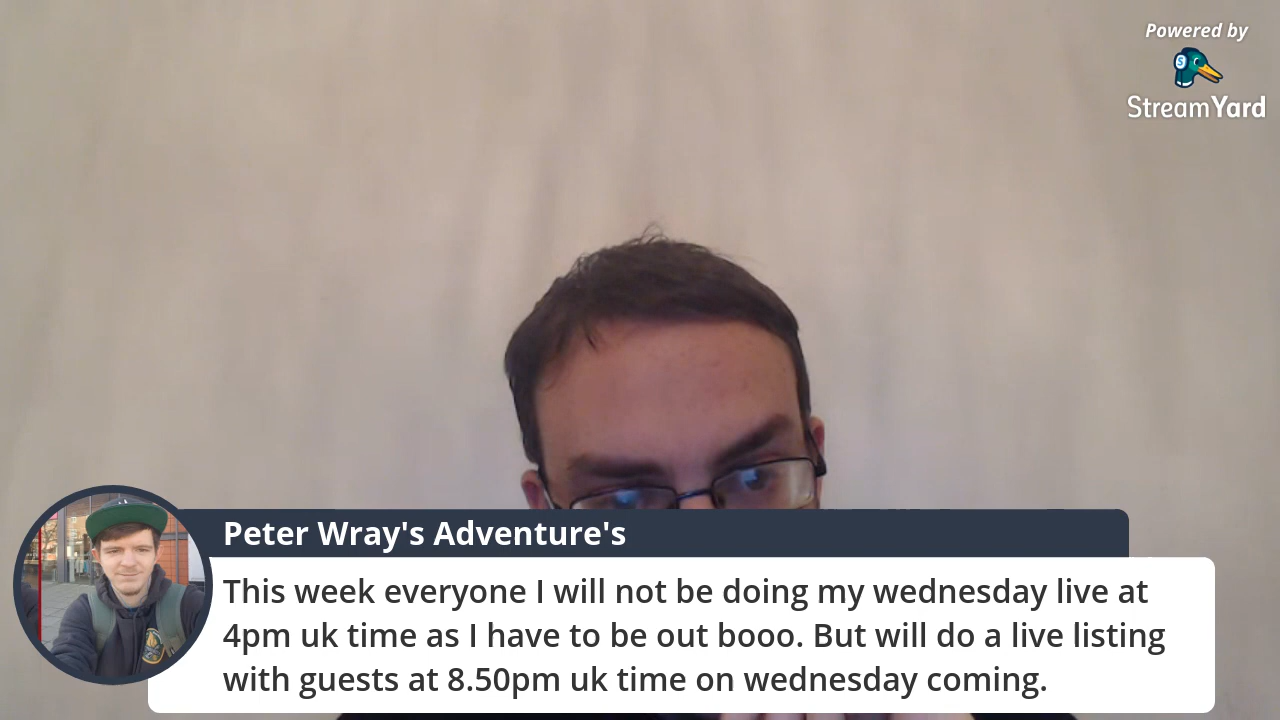 Powered by
StreamYard
Peter Wray's Adventure's
This week everyone I will not be doing my wednesday live at
4pm uk time as I have to be out booo. But will do a live listing
with guests at 8.50pm uk time on wednesday coming.